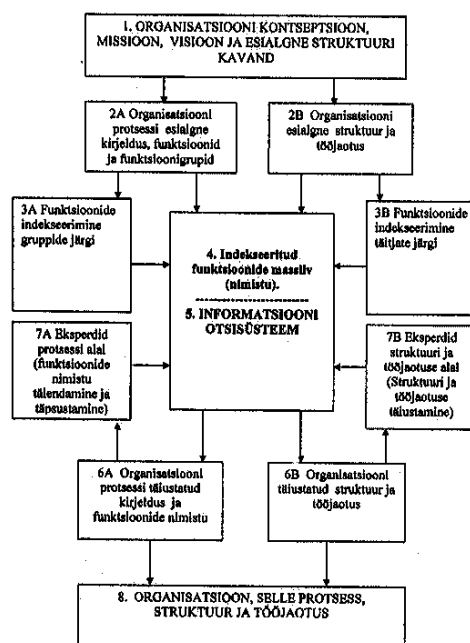 1. ORGANISATSIOONI KONTSEPTSIOON,
MISSIOON, VISIOON JA ESIALGNE STRUKTUURI
KAVAND
2A Organisatsiooni
protsessi esialgne
kirjeldus, funktsioonid
ja funktsioonigrupid
2B Organisatsiooni
esialgne struktuur ja
tööjaotus
3A Funktsioonide
indekseerimine
gruppide järgi
3B Funktsioonide
indekseerimine
täitjate järgi
4. Indekseeritud
funktsioonide massiiv
(nimistu).
5. INFORMATSIOONI
OTSISÜSTEEM
7A Eksperdid
protsessi alal
(funktsioonide
nimistu
täiendamine ja
täpsustamine)
7B Eksperdid
struktuuri ja
tööjaotuse alal
(Struktuuri ja
tööjaotuse
täiustamine)
6A Organisatsiooni
protsessi täiustatud
kirjeldus ja
funktsioonide nimistu
6B Organisatsiooni
täiustatud struktuur ja
tööjaotus
8. ORGANISATSIOON, SELLE PROTSESS,
STRUKTUUR JA TÖÖJAOTUS